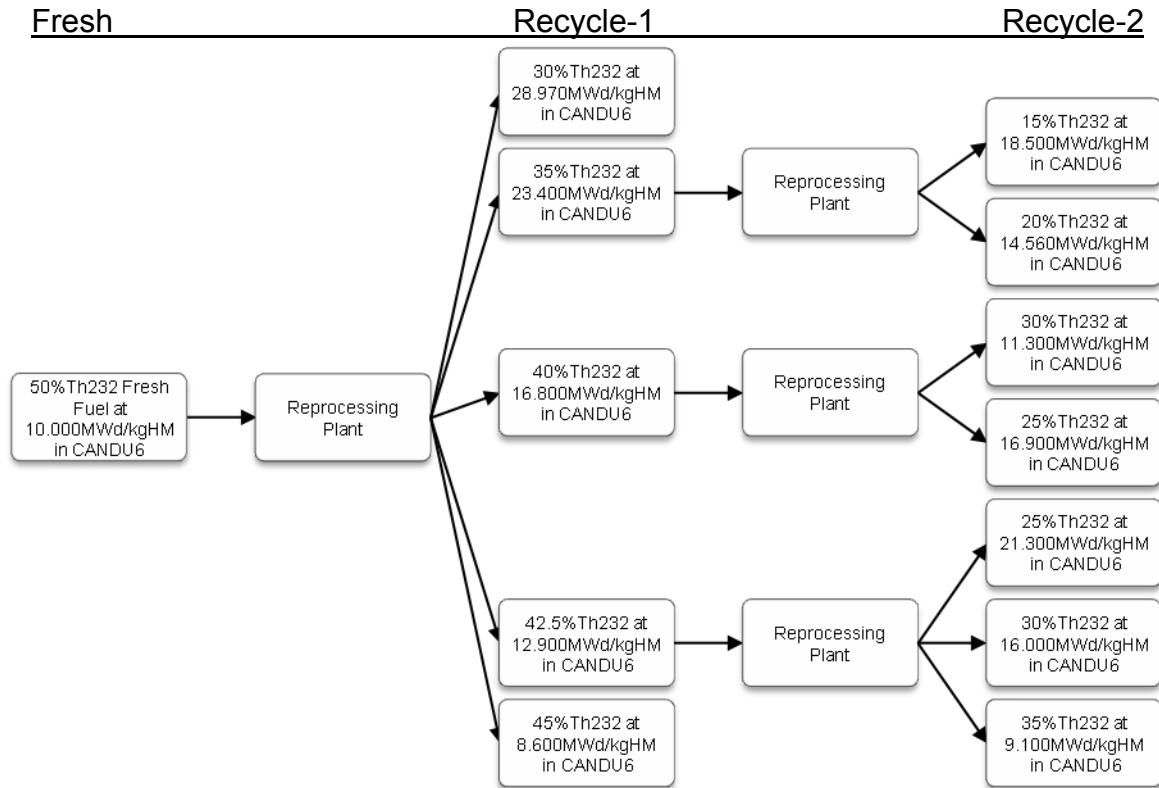 Fresh
Recycle-1
Recycle-2
50%Th232 Fresh
Fuel at
10.000MWd/kgHM
in CANDU6
Reprocessing
Plant
30%Th232 at
28.970MWd/kgHM
in CANDU6
35%Th232 at
23.400MWd/kgHM
in CANDU6
40%Th232 at
16.800MWd/kgHM
in CANDU6
42.5%Th232 at
12.900MWd/kgHM
in CANDU6
45%Th232 at
8.600MWd/kgHM
in CANDU6
Reprocessing
Plant
Reprocessing
Plant
Reprocessing
Plant
15%Th232 at
18.500MWd/kgHM
in CANDU6
20%Th232 at
14.560MWd/kgHM
in CANDU6
30%Th232 at
11.300MWd/kgHM
in CANDU6
25%Th232 at
16.900MWd/kgHM
in CANDU6
25%Th232 at
21.300MWd/kgHM
in CANDU6
30%Th232 at
16.000MWd/kgHM
in CANDU6
35%Th232 at
9.100MWd/kgHM
in CANDU6